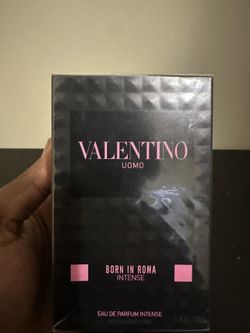 VALENTINO
UOMO
BORN IN ROMA
INTENSE
EAU DE PARFUM INTENSE